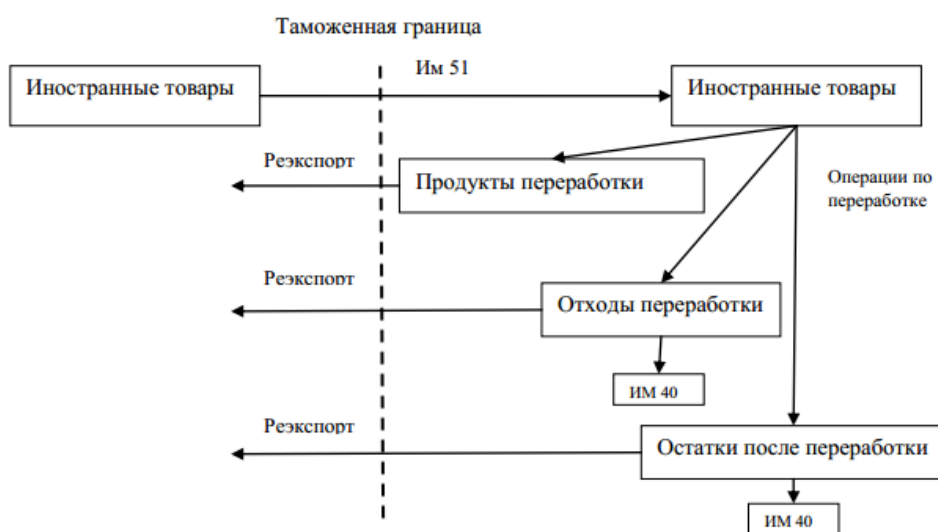 Таможенная граница
Иностранные товары
Им 51
Иностранные товары
Реэкспорт
Продукты переработки
Операции по
переработке
Реэкспорт
Отходы переработки
ИМ 40
Реэкспорт
Остатки после переработки
ИМ 40